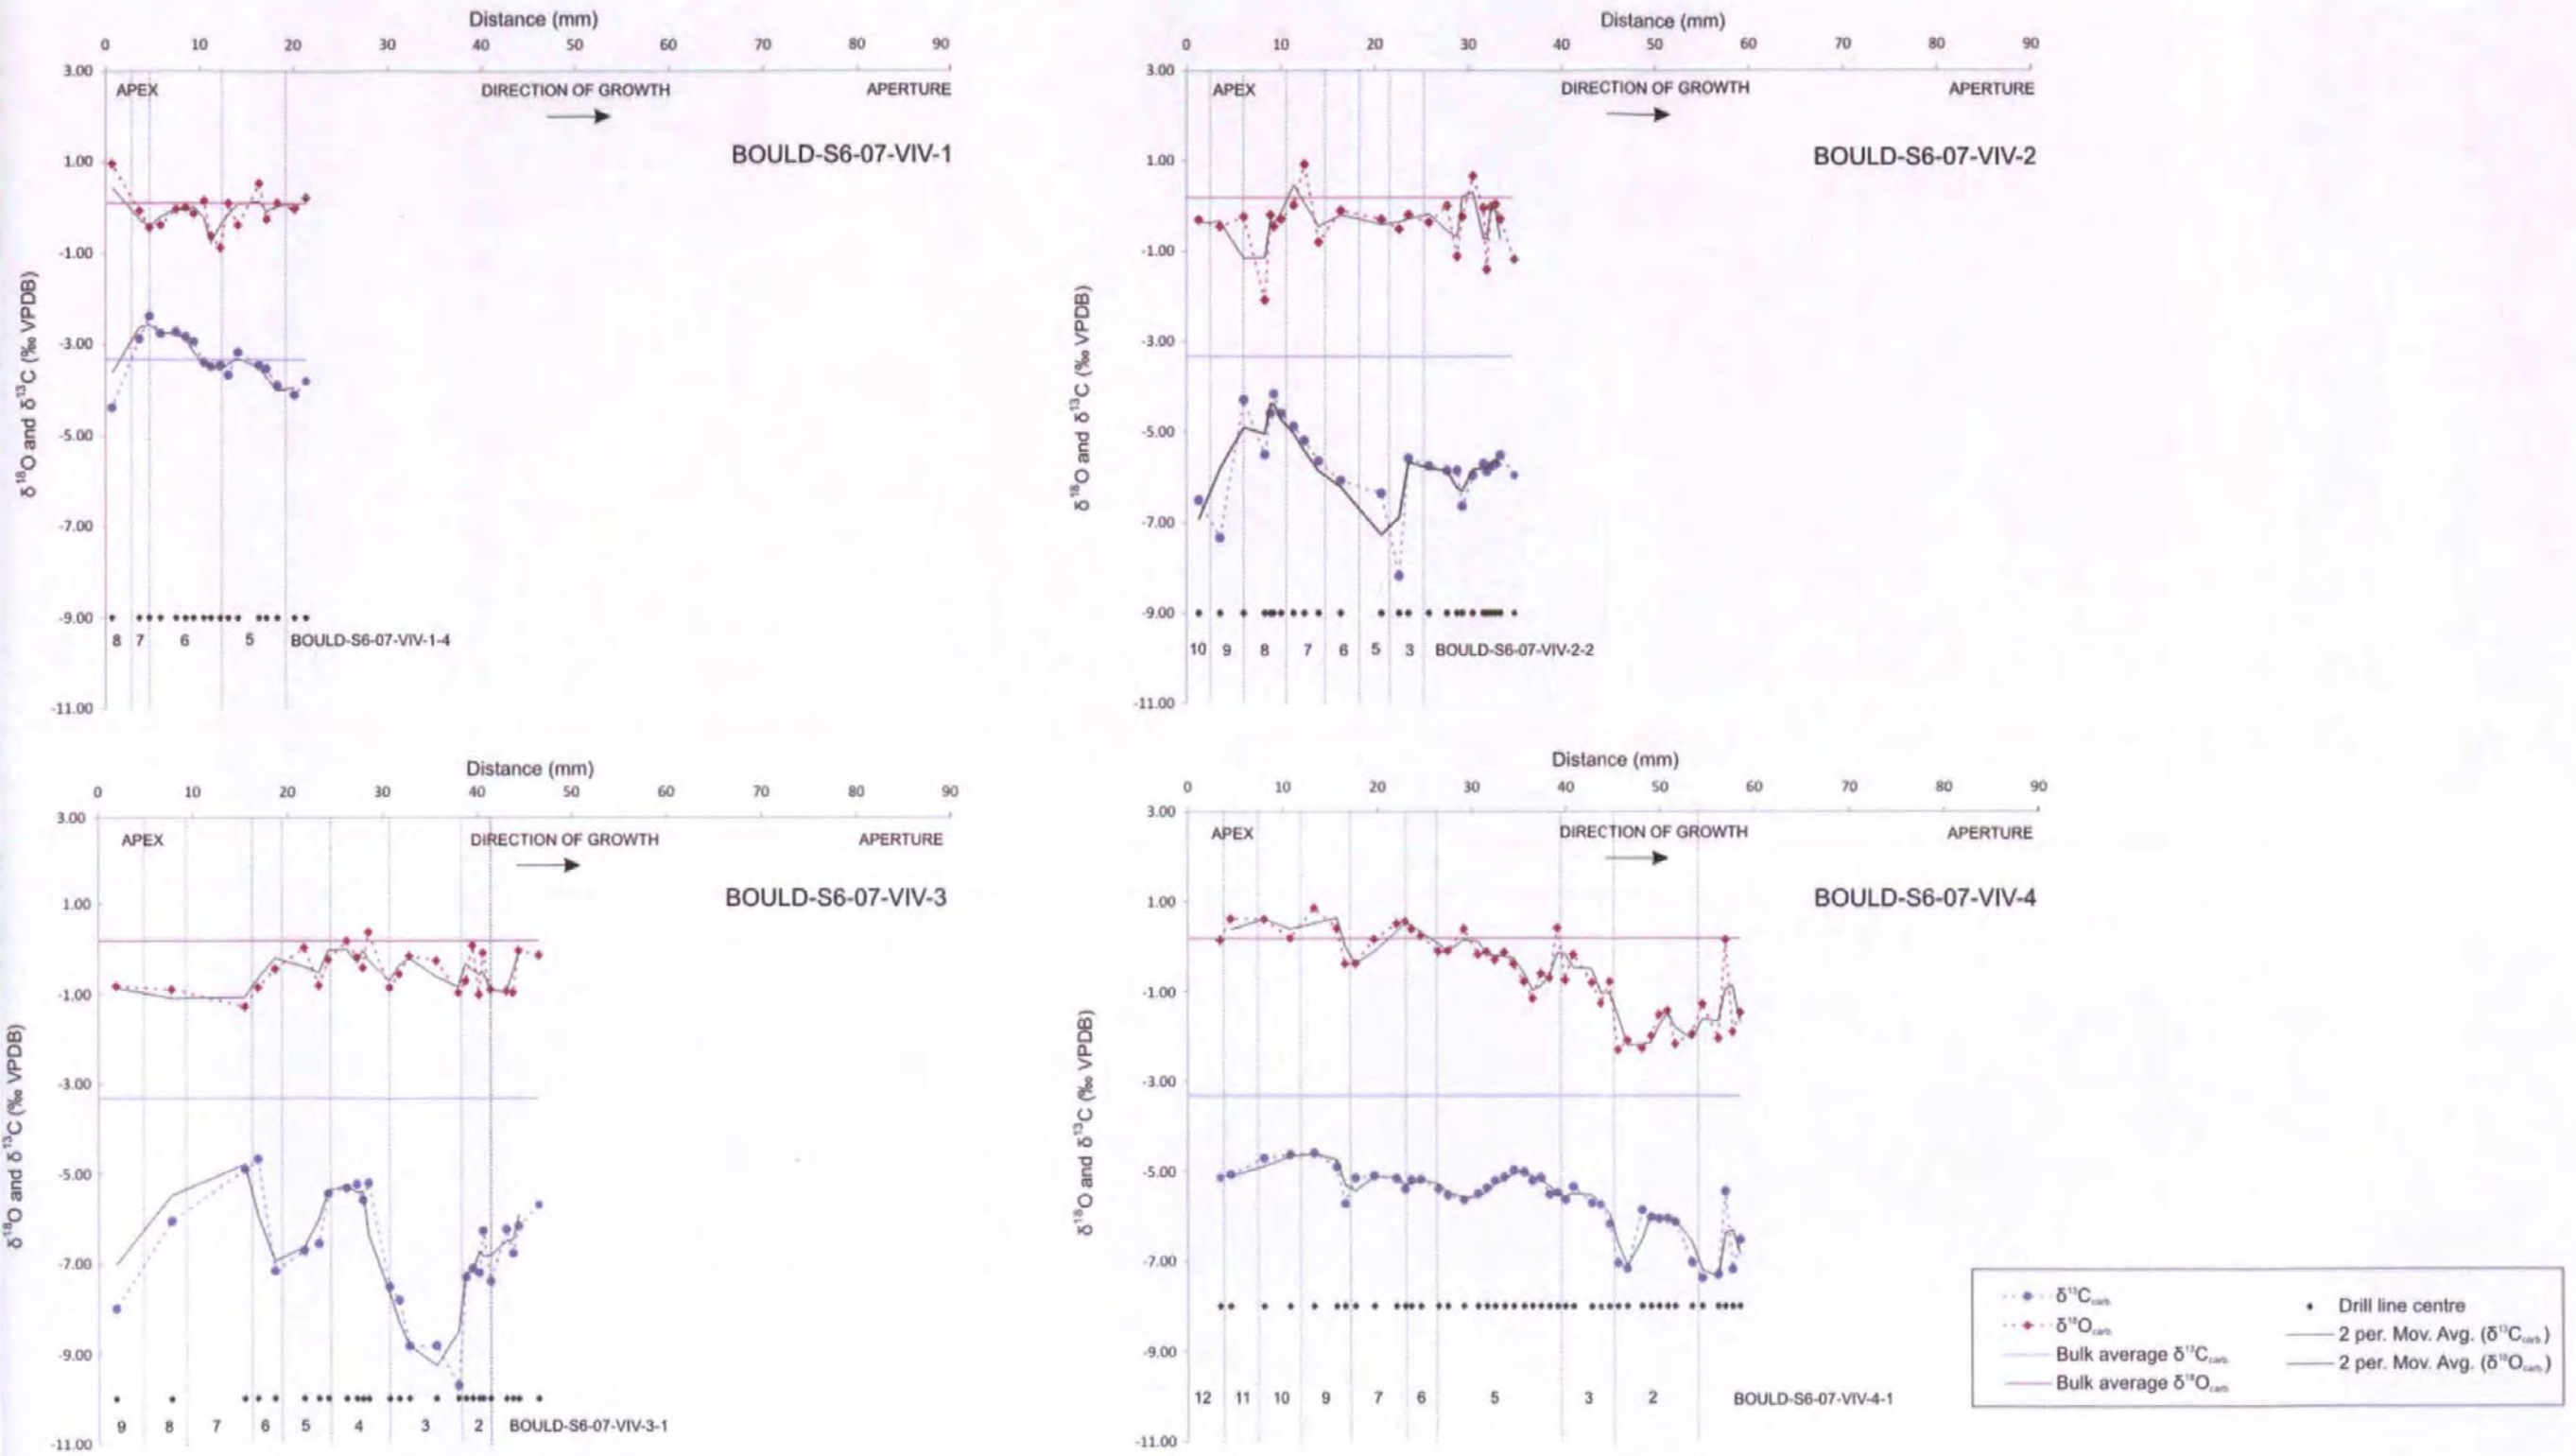 Distance (mm)
0 10 20 30 40 50 60 70 80 90
3.00
APEX DIRECTION OF GROWTH APERTURE
BOULD-S6-07-VIV-1
1.00
-1.00
-3.00
-5.00
-7.00
-9.00
-11.00
δ¹⁸O and δ¹³C (‰ VPDB)
8 7 6 5 BOULD-S6-07-VIV-1-4
Distance (mm)
0 10 20 30 40 50 60 70 80 90
3.00
APEX DIRECTION OF GROWTH APERTURE
BOULD-S6-07-VIV-2
1.00
-1.00
-3.00
-5.00
-7.00
-9.00
-11.00
δ¹⁸O and δ¹³C (‰ VPDB)
10 9 8 7 6 5 3 BOULD-S6-07-VIV-2-2
Distance (mm)
0 10 20 30 40 50 60 70 80 90
3.00
APEX DIRECTION OF GROWTH APERTURE
BOULD-S6-07-VIV-3
1.00
-1.00
-3.00
-5.00
-7.00
-9.00
-11.00
δ¹⁸O and δ¹³C (‰ VPDB)
9 8 7 6 5 4 3 2 BOULD-S6-07-VIV-3-1
Distance (mm)
0 10 20 30 40 50 60 70 80 90
3.00
APEX DIRECTION OF GROWTH APERTURE
BOULD-S6-07-VIV-4
1.00
-1.00
-3.00
-5.00
-7.00
-9.00
-11.00
δ¹⁸O and δ¹³C (‰ VPDB)
12 11 10 9 7 6 5 3 2 BOULD-S6-07-VIV-4-1
δ¹³Ccarb.
δ¹⁸Ocarb.
Bulk average δ¹³Ccarb.
Bulk average δ¹⁸Ocarb.
Drill line centre
2 per. Mov. Avg. (δ¹³Ccarb.)
2 per. Mov. Avg. (δ¹⁸Ocarb.)